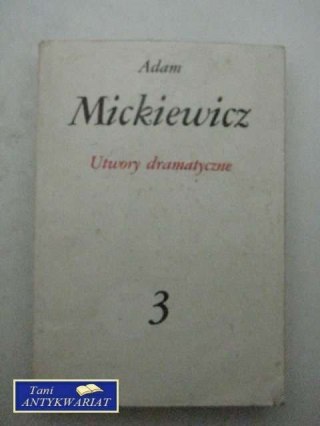 Adam
Mickiewicz
Utwory dramatyczne
3
Tani
ANTYKWARIAT